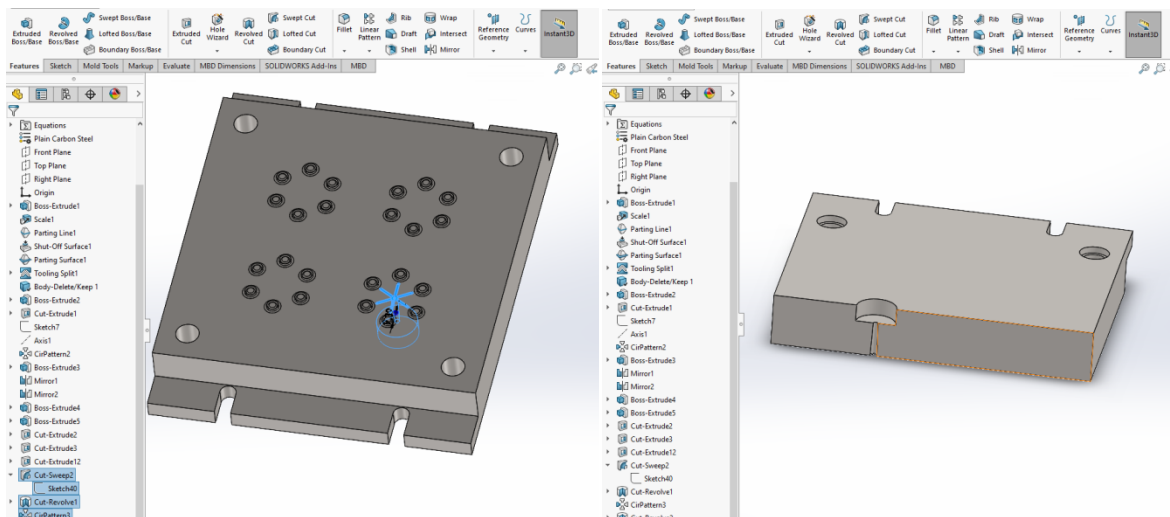 Extruded Boss/Base
Revolved Boss/Base
Swept Boss/Base
Lofted Boss/Base
Boundary Boss/Base
Extruded Cut
Hole Wizard
Revolved Cut
Swept Cut
Lofted Cut
Boundary Cut
Fillet
Linear Pattern
Rib
Draft
Shell
Wrap
Intersect
Mirror
Reference Geometry
Curves
Instant3D
Features Sketch Mold Tools Markup Evaluate MBD Dimensions SOLIDWORKS Add-Ins MBD
Equations
Plain Carbon Steel
Front Plane
Top Plane
Right Plane
Origin
Boss-Extrude1
Scale1
Parting Line1
Shut-Off Surface1
Parting Surface1
Tooling Split1
Body-Delete/Keep 1
Boss-Extrude2
Cut-Extrude1
Sketch7
Axis1
CirPattern2
Boss-Extrude3
Mirror1
Mirror2
Boss-Extrude4
Boss-Extrude5
Cut-Extrude2
Cut-Extrude3
Cut-Extrude12
Cut-Sweep2
Sketch40
Cut-Revolve1
CirPattern3
Extruded Boss/Base
Revolved Boss/Base
Swept Boss/Base
Lofted Boss/Base
Boundary Boss/Base
Extruded Cut
Hole Wizard
Revolved Cut
Swept Cut
Lofted Cut
Boundary Cut
Fillet
Linear Pattern
Rib
Draft
Shell
Wrap
Intersect
Mirror
Reference Geometry
Curves
Instant3D
Features Sketch Mold Tools Markup Evaluate MBD Dimensions SOLIDWORKS Add-Ins MBD
Equations
Plain Carbon Steel
Front Plane
Top Plane
Right Plane
Origin
Boss-Extrude1
Scale1
Parting Line1
Shut-Off Surface1
Parting Surface1
Tooling Split1
Body-Delete/Keep 1
Boss-Extrude2
Cut-Extrude1
Sketch7
Axis1
CirPattern2
Boss-Extrude3
Mirror1
Mirror2
Boss-Extrude4
Boss-Extrude5
Cut-Extrude2
Cut-Extrude3
Cut-Extrude12
Cut-Sweep2
Sketch40
Cut-Revolve1
CirPattern3